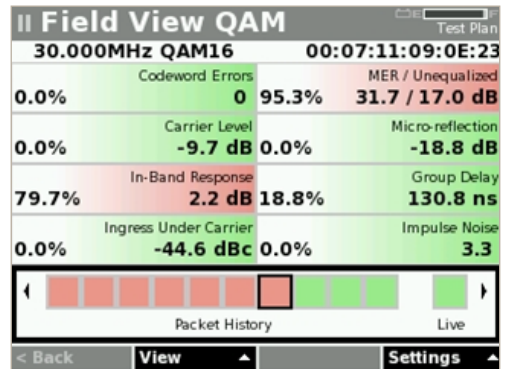 Field View QAM
E F
Test Plan
30.000MHz QAM16 00:07:11:09:0E:23
Codeword Errors
0.0% 0
MER / Unequalized
95.3% 31.7 / 17.0 dB
Carrier Level
0.0% -9.7 dB
Micro-reflection
0.0% -18.8 dB
In-Band Response
79.7% 2.2 dB
Group Delay
18.8% 130.8 ns
Ingress Under Carrier
0.0% -44.6 dBc
Impulse Noise
0.0% 3.3
Packet History Live
< Back View Settings